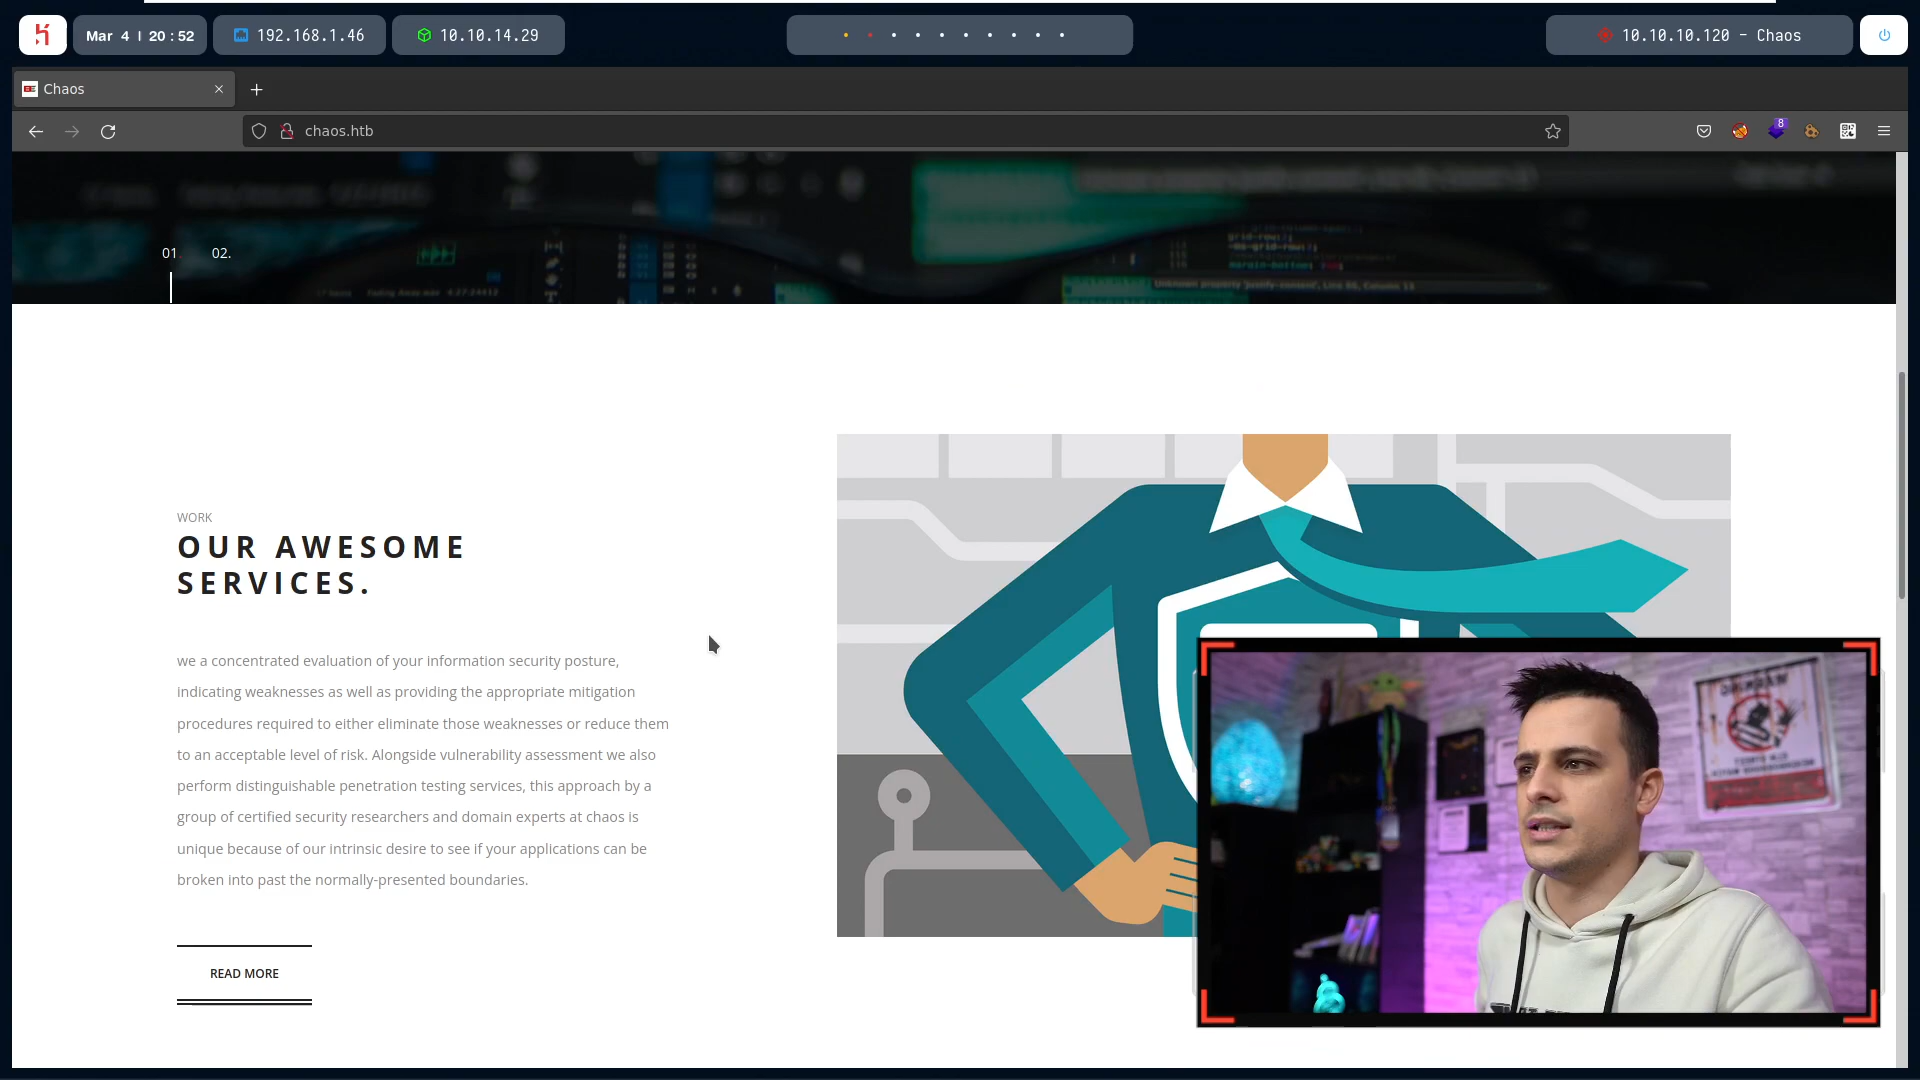 Mar 4 | 20:52
192.168.1.46
10.10.14.29
10.10.10.120 - Chaos
Chaos
chaos.htb
8
01
02.
WORK
OUR AWESOME
SERVICES.
we a concentrated evaluation of your information security posture,
indicating weaknesses as well as providing the appropriate mitigation
procedures required to either eliminate those weaknesses or reduce them
to an acceptable level of risk. Alongside vulnerability assessment we also
perform distinguishable penetration testing services, this approach by a
group of certified security researchers and domain experts at chaos is
unique because of our intrinsic desire to see if your applications can be
broken into past the normally-presented boundaries.
READ MORE